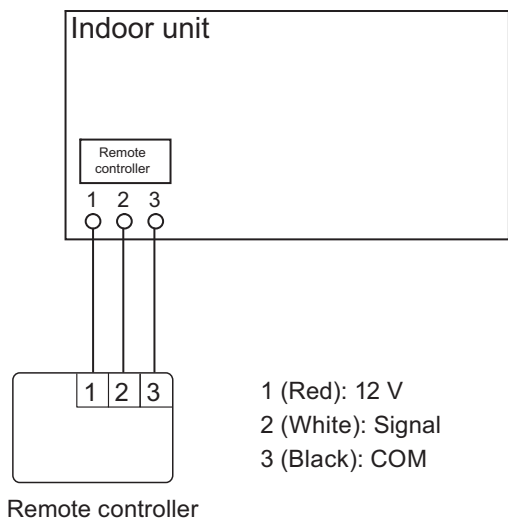 Indoor unit
Remote
controller
1 2 3
1 2 3
1 (Red): 12 V
2 (White): Signal
3 (Black): COM
Remote controller